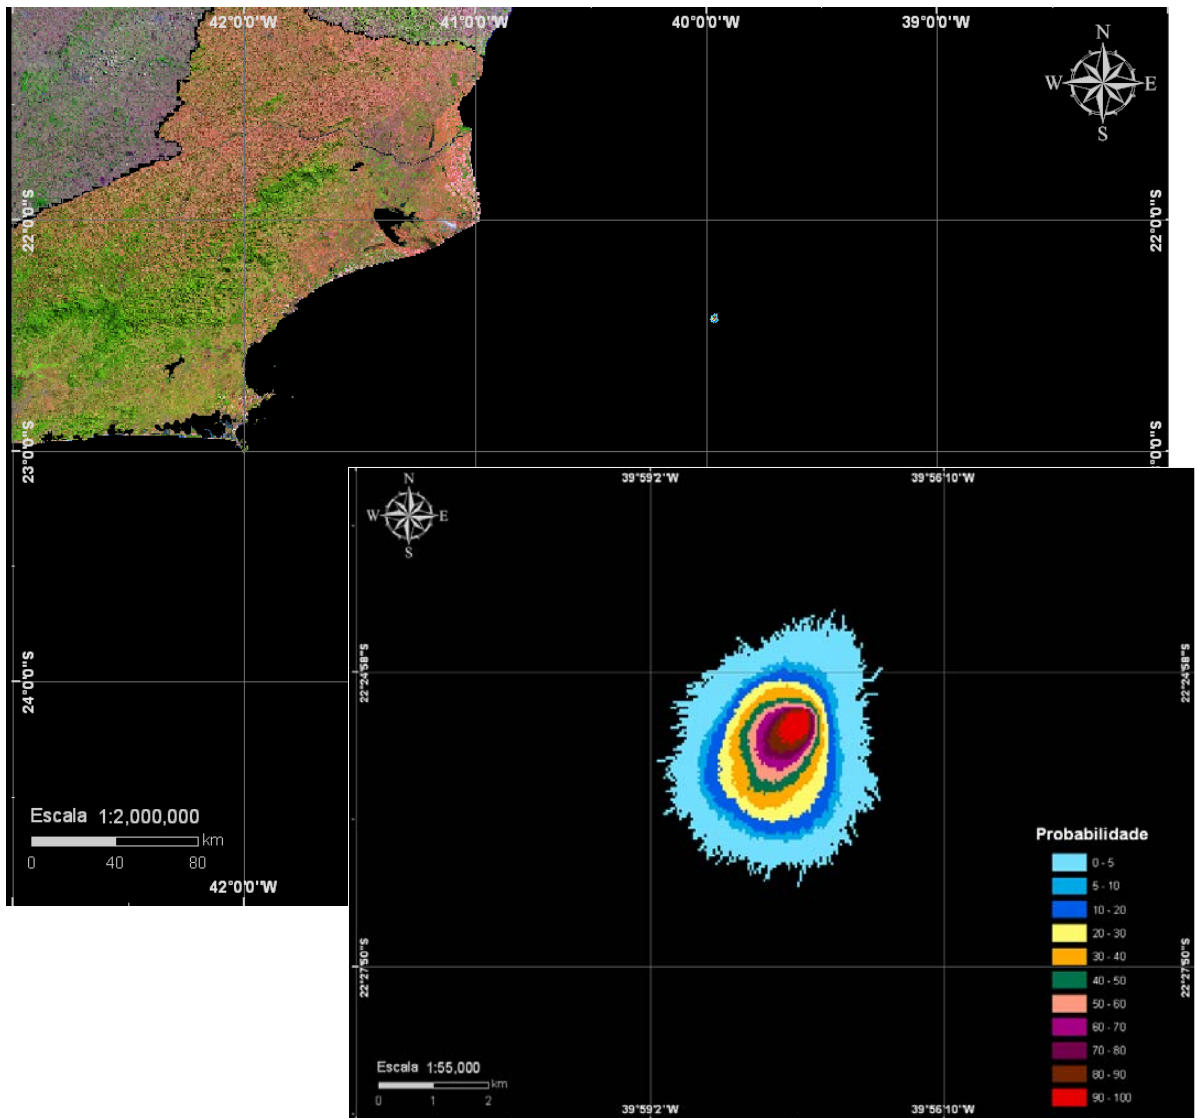 42°0'0"W 41°0'0"W 40°0'0"W 39°0'0"W
N
W E
S
22°0'0"S 22°0'0"S
23°0'0"S
24°0'0"S
Escala 1:2,000,000
km
0 40 80
42°0'0"W
N
W E
S
39°59'2"W 39°56'10"W
22°24'58"S 22°24'58"S
22°27'50"S 22°27'50"S
Probabilidade
0 - 5
5 - 10
10 - 20
20 - 30
30 - 40
40 - 50
50 - 60
60 - 70
70 - 80
80 - 90
90 - 100
Escala 1:55,000
km
0 1 2
39°59'2"W 39°56'10"W